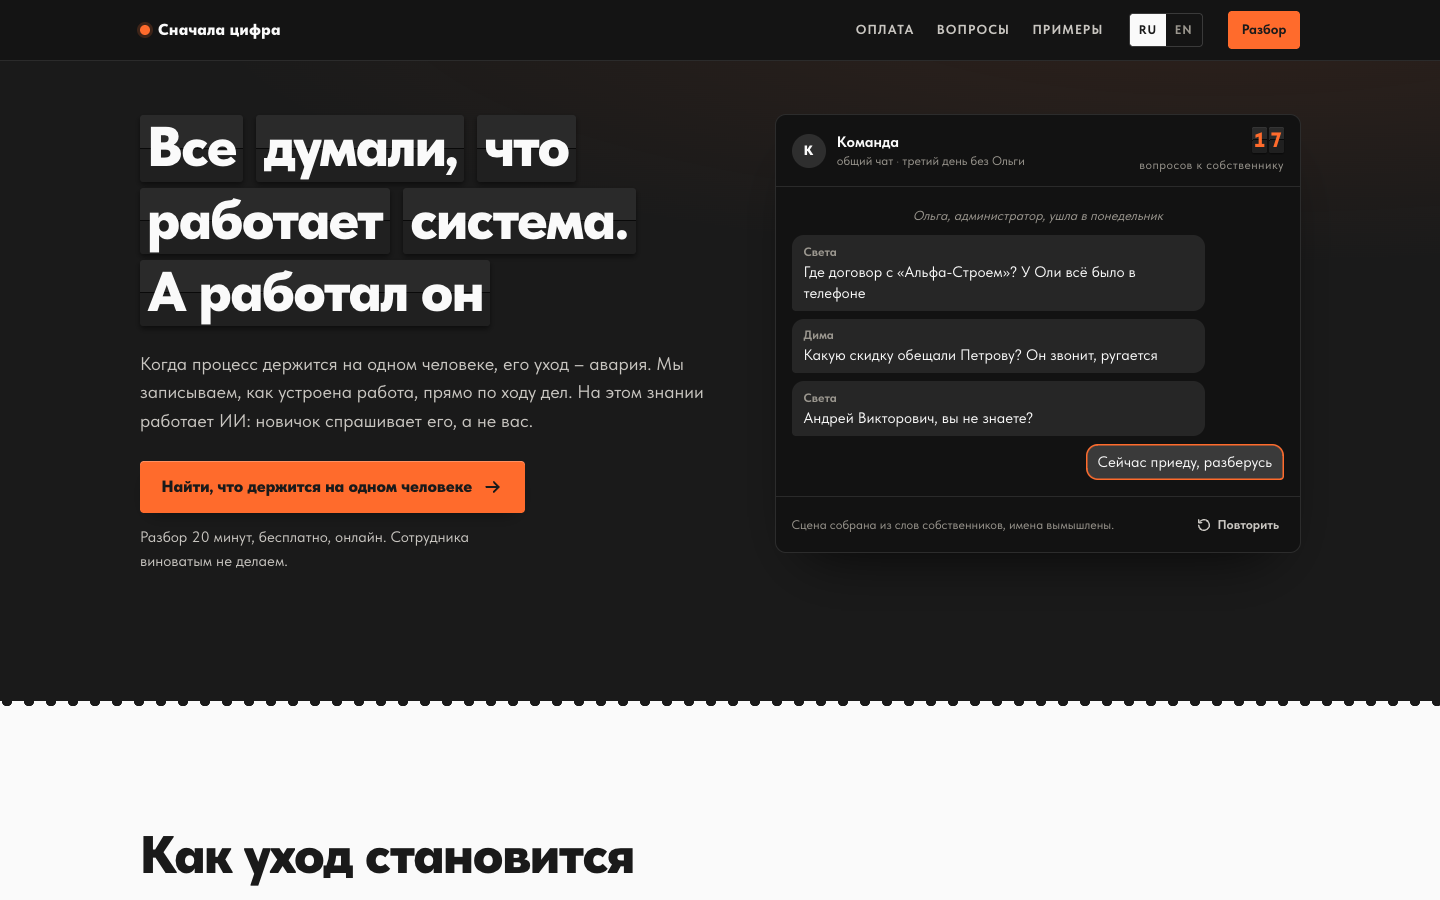 Сначала цифра
ОПЛАТА
ВОПРОСЫ
ПРИМЕРЫ
RU
EN
Разбор
Все думали, что
работает система.
А работал он
Когда процесс держится на одном человеке, его уход – авария. Мы
записываем, как устроена работа, прямо по ходу дел. На этом знании
работает ИИ: новичок спрашивает его, а не вас.
Найти, что держится на одном человеке →
Разбор 20 минут, бесплатно, онлайн. Сотрудника
виноватым не делаем.
К
Команда
общий чат · третий день без Ольги
17
вопросов к собственнику
Ольга, администратор, ушла в понедельник
Света
Где договор с «Альфа-Строем»? У Оли всё было в
телефоне
Дима
Какую скидку обещали Петрову? Он звонит, ругается
Света
Андрей Викторович, вы не знаете?
Сейчас приеду, разберусь
Сцена собрана из слов собственников, имена вымышлены.
Повторить
Как уход становится